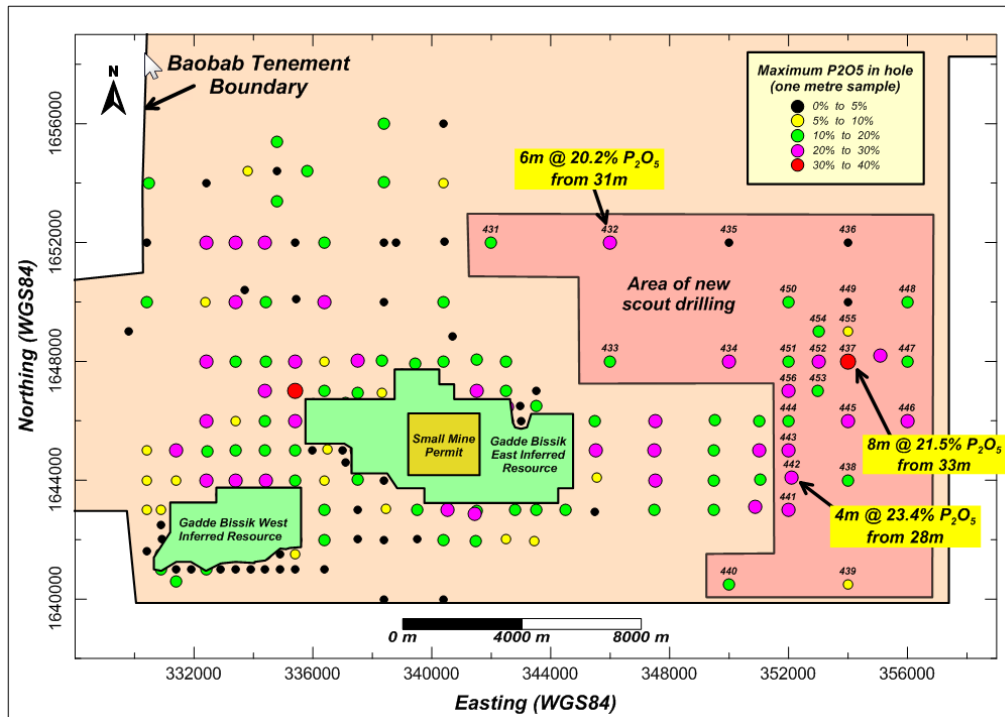 N
Baobab Tenement
Boundary
Maximum P2O5 in hole
(one metre sample)
0% to 5%
5% to 10%
10% to 20%
20% to 30%
30% to 40%
6m @ 20.2% P₂O₅
from 31m
431
432
435
436
Area of new
scout drilling
450
449
448
454
455
433
434
451
452
437
447
456
453
444
445
446
443
442
438
441
440
439
8m @ 21.5% P₂O₅
from 33m
4m @ 23.4% P₂O₅
from 28m
Small Mine
Permit
Gadde Bissik
East Inferred
Resource
Gadde Bissik West
Inferred Resource
0 m
4000 m
8000 m
1656000
1652000
1648000
1644000
1640000
Northing (WGS84)
332000
336000
340000
344000
348000
352000
356000
Easting (WGS84)